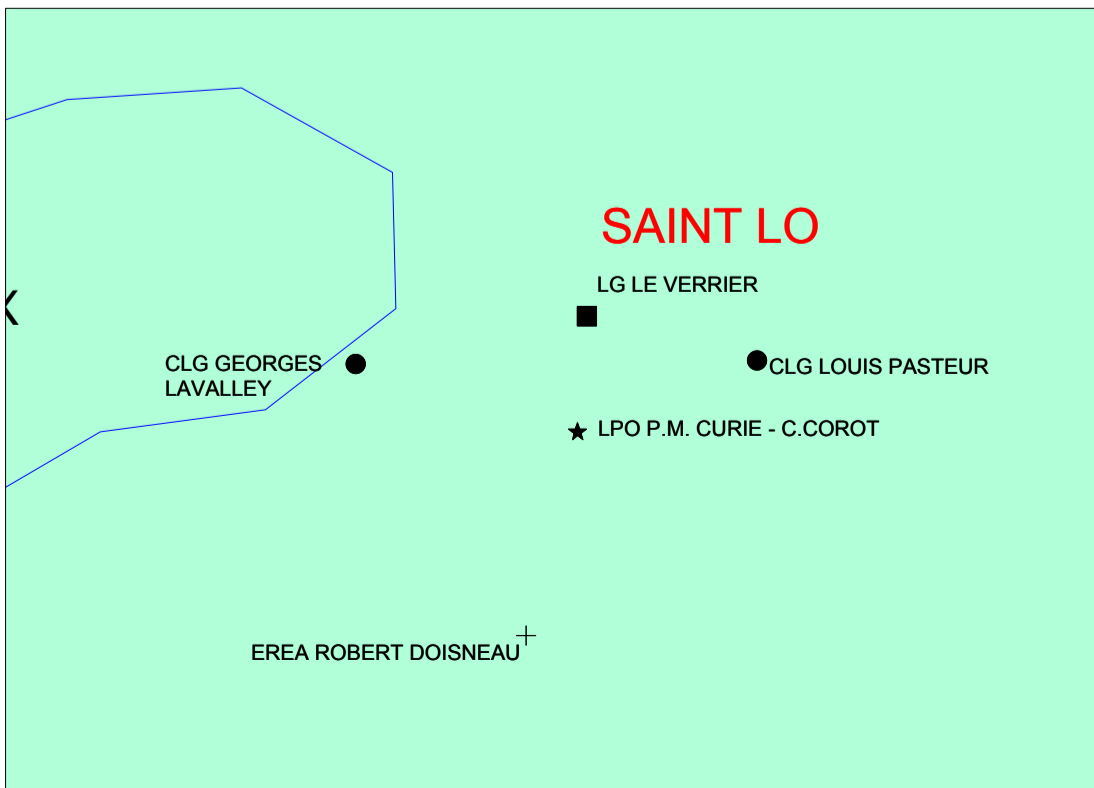 SAINT LO
LG LE VERRIER
X
CLG GEORGES
LAVALLEY
CLG LOUIS PASTEUR
LPO P.M. CURIE - C.COROT
EREA ROBERT DOISNEAU